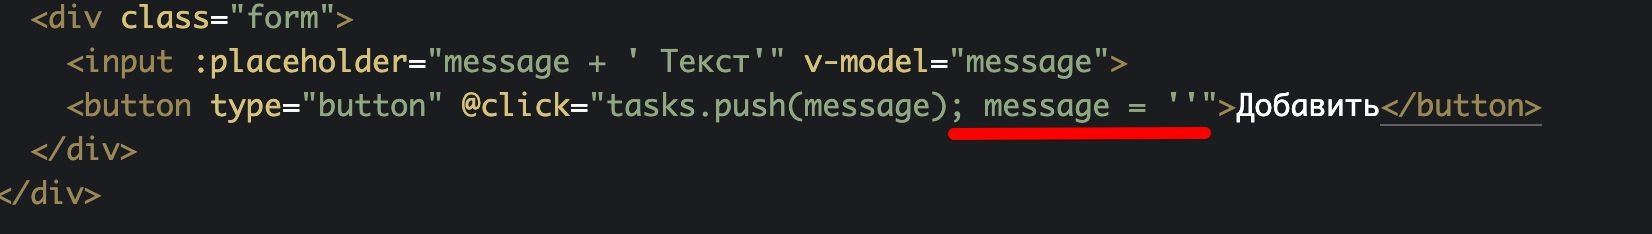 <div class="form">
<input :placeholder="message + ' Текст'" v-model="message">
<button type="button" @click="tasks.push(message); message = ''">Добавить</button>
</div>
</div>